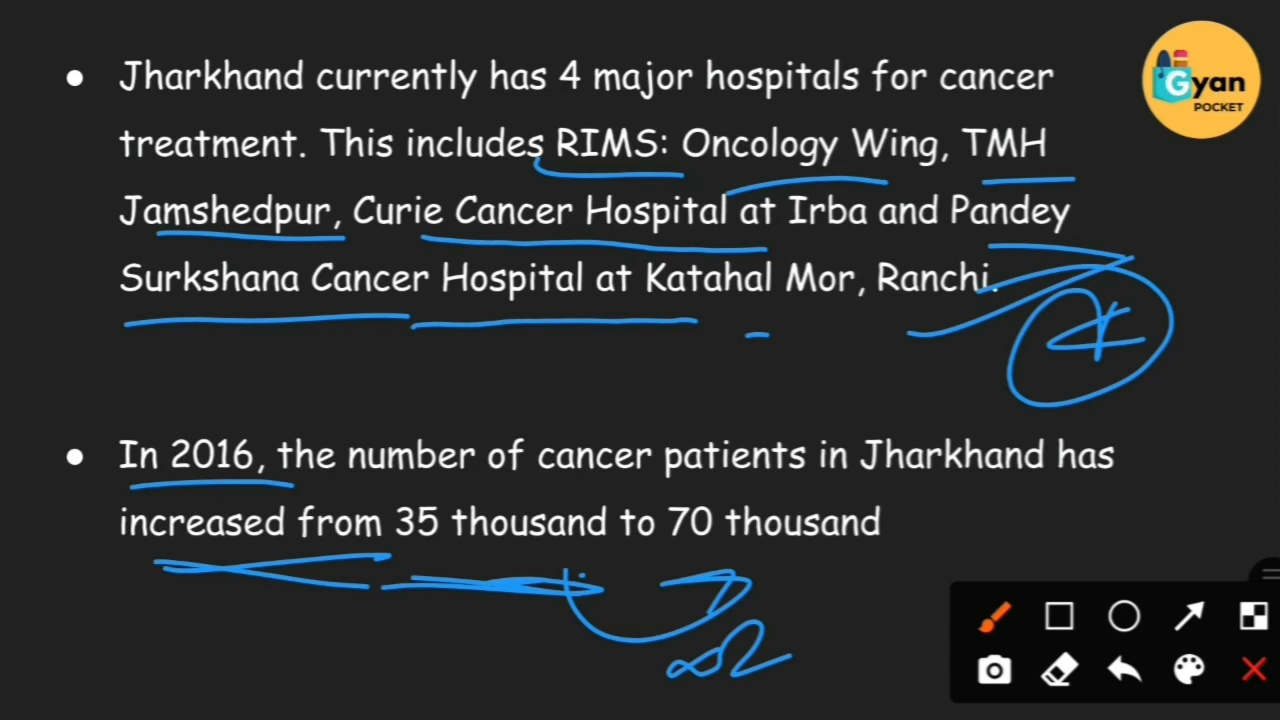 Jharkhand currently has 4 major hospitals for cancer
treatment. This includes RIMS: Oncology Wing, TMH
Jamshedpur, Curie Cancer Hospital at Irba and Pandey
Surkshana Cancer Hospital at Katahal Mor, Ranchi.
In 2016, the number of cancer patients in Jharkhand has
increased from 35 thousand to 70 thousand
Gyan
POCKET